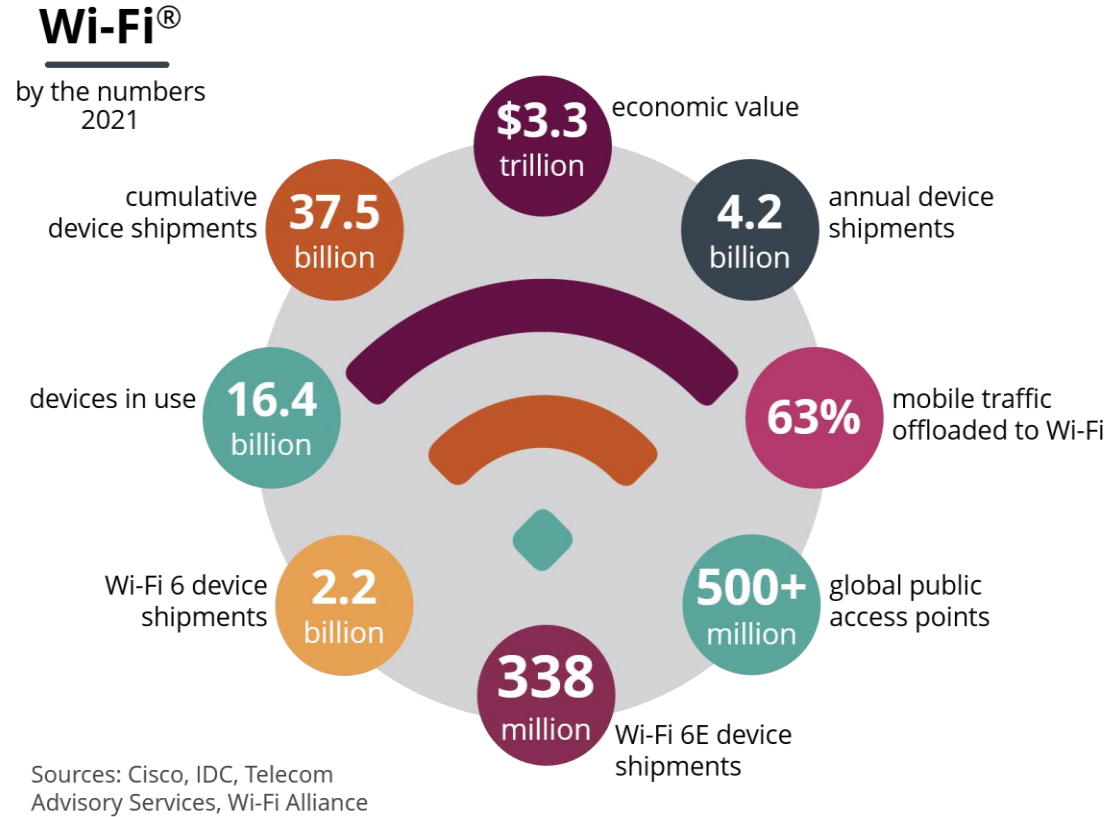 Wi-Fi®
by the numbers
2021
$3.3
trillion
economic value
4.2
billion
annual device
shipments
63%
mobile traffic
offloaded to Wi-Fi
500+
million
global public
access points
338
million
Wi-Fi 6E device
shipments
2.2
billion
Wi-Fi 6 device
shipments
16.4
billion
devices in use
37.5
billion
cumulative
device shipments
Sources: Cisco, IDC, Telecom
Advisory Services, Wi-Fi Alliance